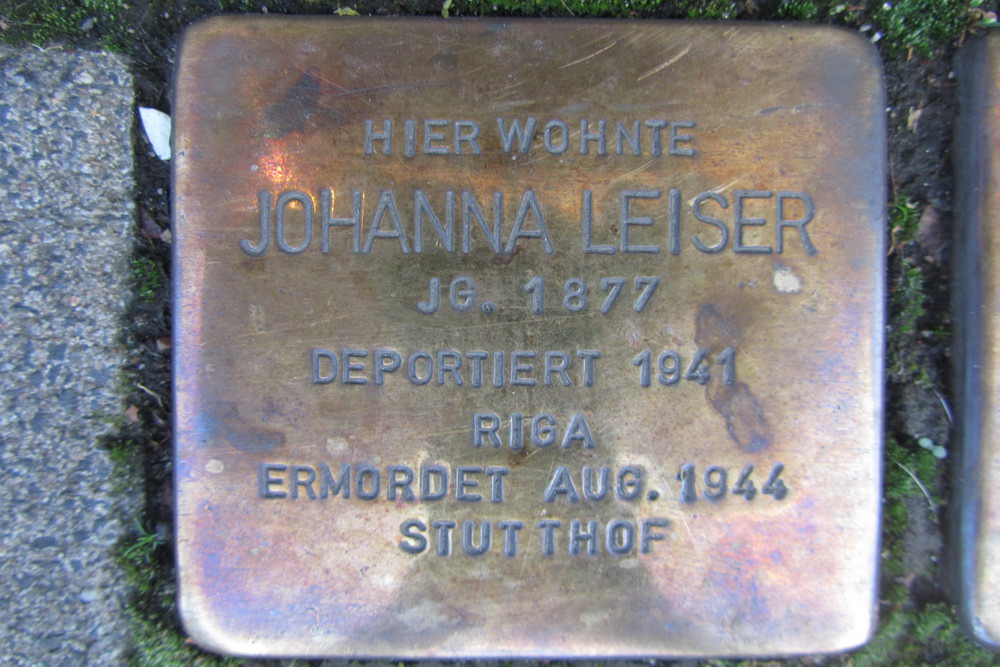 HIER WOHNTE
JOHANNA LEISER
JG. 1877
DEPORTIERT 1941
RIGA
ERMORDET AUG. 1944
STUTTHOF